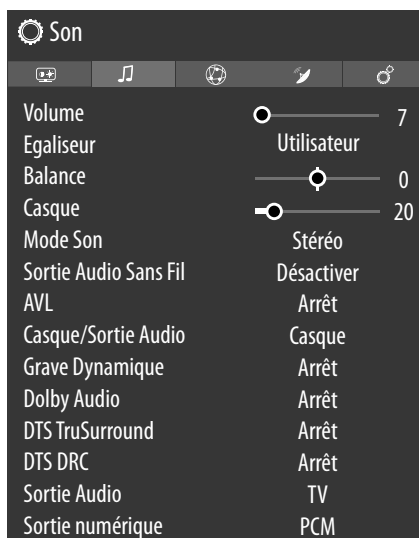 Son
Volume 7
Egaliseur Utilisateur
Balance 0
Casque 20
Mode Son Stéréo
Sortie Audio Sans Fil Désactiver
AVL Arrêt
Casque/Sortie Audio Casque
Grave Dynamique Arrêt
Dolby Audio Arrêt
DTS TruSurround Arrêt
DTS DRC Arrêt
Sortie Audio TV
Sortie numérique PCM